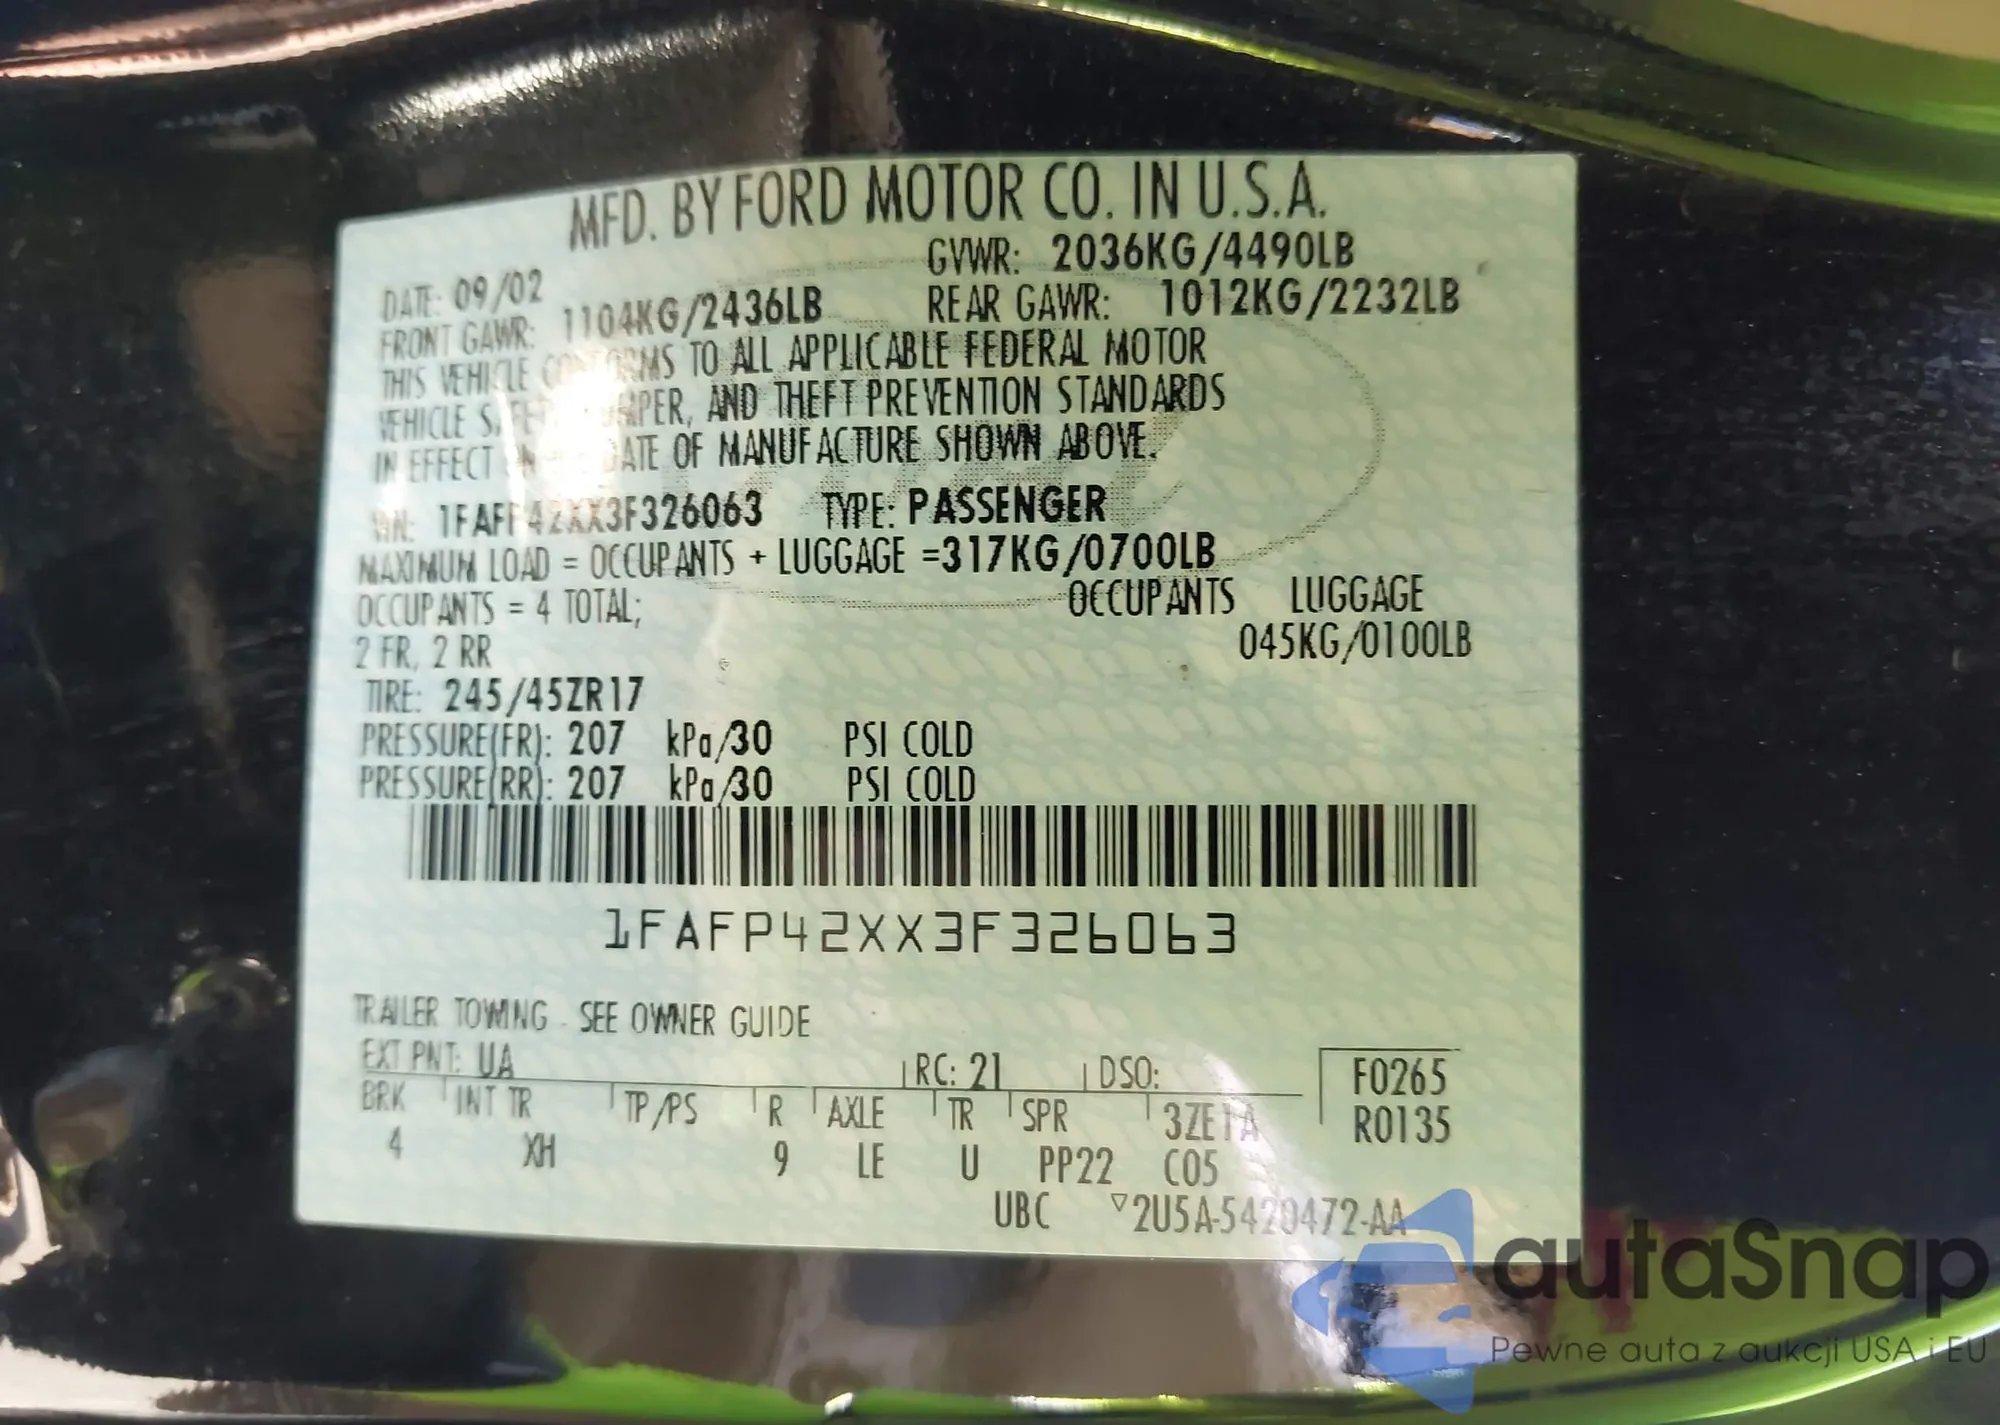 MFD. BY FORD MOTOR CO. IN U.S.A.
DATE: 09/02 GVWR: 2036KG/4490LB
FRONT GAWR: 1104KG/2436LB REAR GAWR: 1012KG/2232LB
THIS VEHICLE CONFORMS TO ALL APPLICABLE FEDERAL MOTOR
VEHICLE AND THEFT PREVENTION STANDARDS
IN EFFECT DATE OF MANUFACTURE SHOWN ABOVE.
VIN: 1FAFP42XX3F326063 TYPE: PASSENGER
MAXIMUM LOAD = OCCUPANTS + LUGGAGE =317KG/0700LB
OCCUPANTS = 4 TOTAL; OCCUPANTS LUGGAGE
2 FR, 2 RR 045KG/0100LB
TIRE: 245/45ZR17
PRESSURE(FR): 207 kPa/30 PSI COLD
PRESSURE(RR): 207 kPa/30 PSI COLD
1FAFP42XX3F326063
TRAILER TOWING - SEE OWNER GUIDE
EXT PNT: UA RC: 21 DSO: F0265
BRK INT TR TP/PS R AXLE TR SPR 3ZE1A R0135
4 XH 9 LE U PP22 C05
UBC ▽2U5A-5420472-AA
autaSnap
Pewne auta z aukcji USA i EU